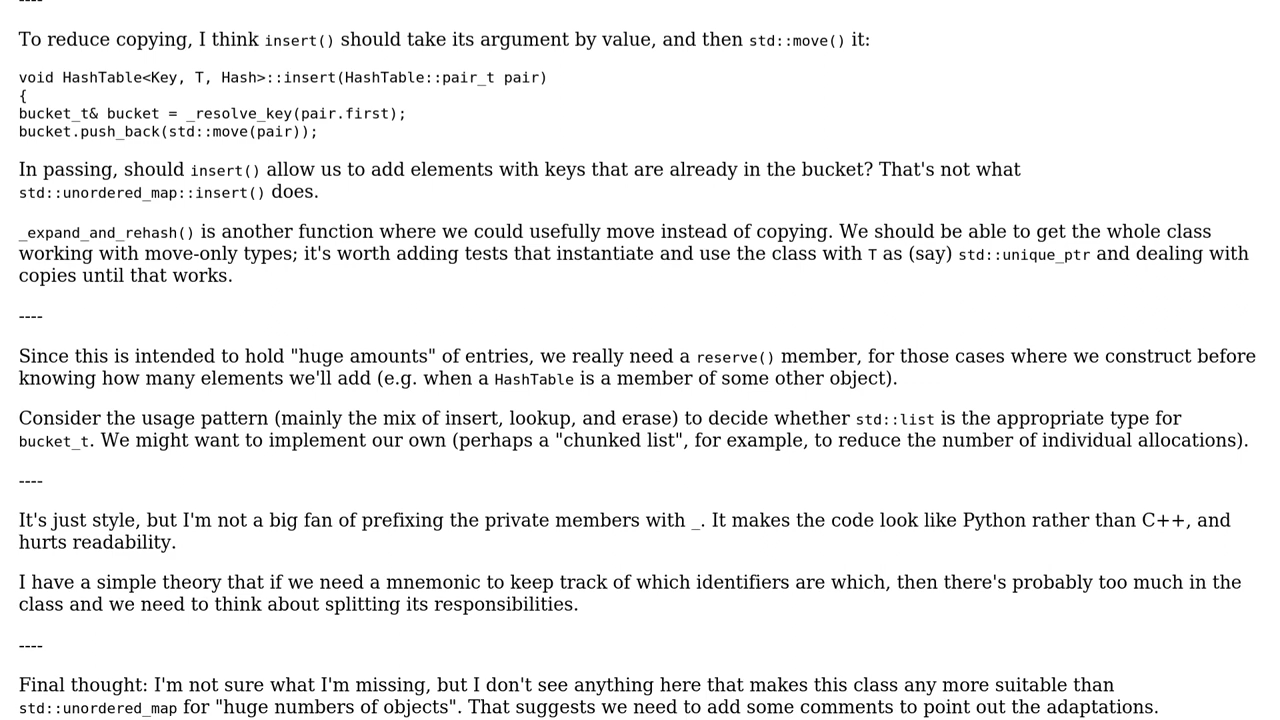 ----
To reduce copying, I think insert() should take its argument by value, and then std::move() it:
void HashTable<Key, T, Hash>::insert(HashTable::pair_t pair)
{
bucket_t& bucket = _resolve_key(pair.first);
bucket.push_back(std::move(pair));
In passing, should insert() allow us to add elements with keys that are already in the bucket? That's not what
std::unordered_map::insert() does.
_expand_and_rehash() is another function where we could usefully move instead of copying. We should be able to get the whole class
working with move-only types; it's worth adding tests that instantiate and use the class with T as (say) std::unique_ptr and dealing with
copies until that works.
----
Since this is intended to hold "huge amounts" of entries, we really need a reserve() member, for those cases where we construct before
knowing how many elements we'll add (e.g. when a HashTable is a member of some other object).
Consider the usage pattern (mainly the mix of insert, lookup, and erase) to decide whether std::list is the appropriate type for
bucket_t. We might want to implement our own (perhaps a "chunked list", for example, to reduce the number of individual allocations).
----
It's just style, but I'm not a big fan of prefixing the private members with _. It makes the code look like Python rather than C++, and
hurts readability.
I have a simple theory that if we need a mnemonic to keep track of which identifiers are which, then there's probably too much in the
class and we need to think about splitting its responsibilities.
----
Final thought: I'm not sure what I'm missing, but I don't see anything here that makes this class any more suitable than
std::unordered_map for "huge numbers of objects". That suggests we need to add some comments to point out the adaptations.